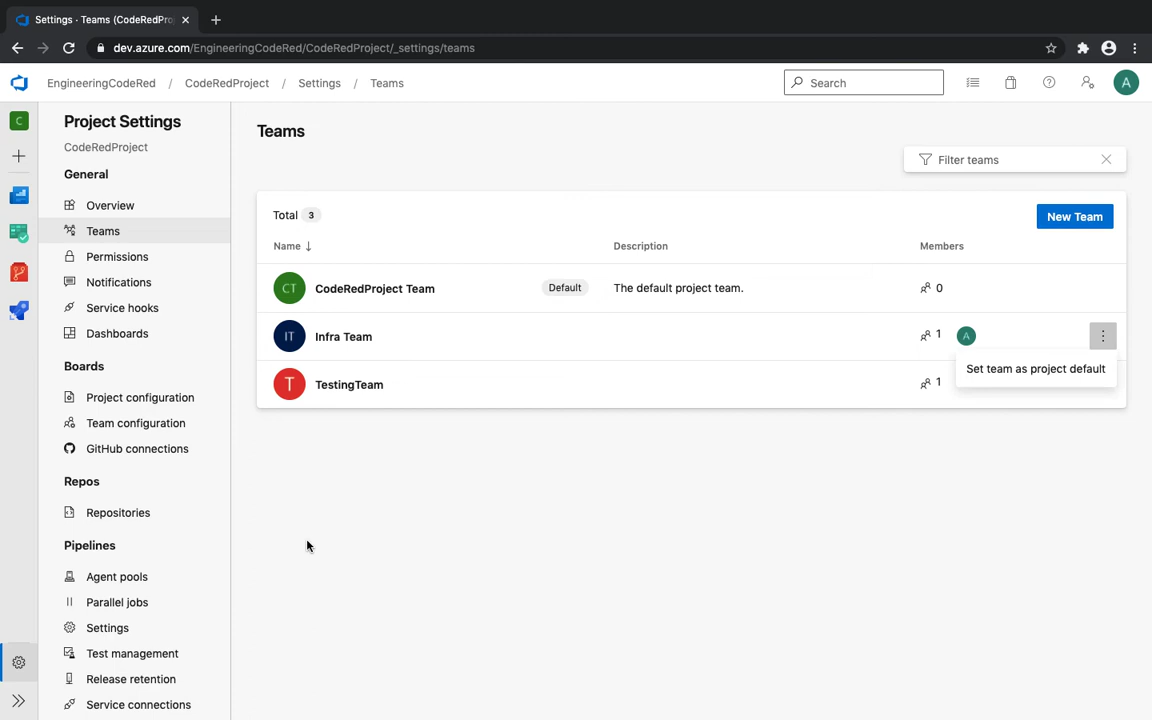 Settings · Teams (CodeRedPro
dev.azure.com/EngineeringCodeRed/CodeRedProject/_settings/teams
EngineeringCodeRed / CodeRedProject / Settings / Teams
Search
A
C
Project Settings
CodeRedProject
General
Overview
Teams
Permissions
Notifications
Service hooks
Dashboards
Boards
Project configuration
Team configuration
GitHub connections
Repos
Repositories
Pipelines
Agent pools
Parallel jobs
Settings
Test management
Release retention
Service connections
Teams
Filter teams
Total 3
New Team
Name ↓ Description Members
CT CodeRedProject Team Default The default project team. 0
IT Infra Team 1 A
Set team as project default
T TestingTeam 1